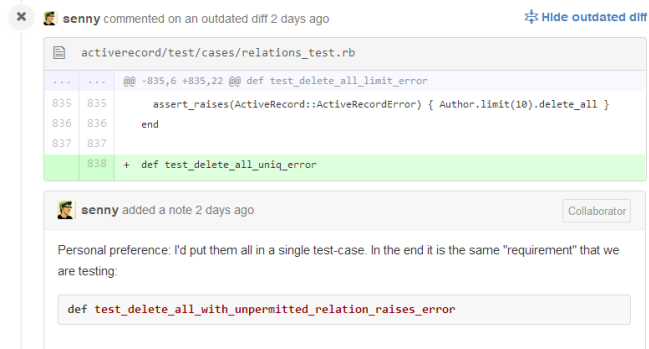 senny commented on an outdated diff 2 days ago Hide outdated diff
activerecord/test/cases/relations_test.rb
... ... @@ -835,6 +835,22 @@ def test_delete_all_limit_error
835 835 assert_raises(ActiveRecord::ActiveRecordError) { Author.limit(10).delete_all }
836 836 end
837 837
838 + def test_delete_all_uniq_error
senny added a note 2 days ago Collaborator
Personal preference: I'd put them all in a single test-case. In the end it is the same "requirement" that we
are testing:
def test_delete_all_with_unpermitted_relation_raises_error